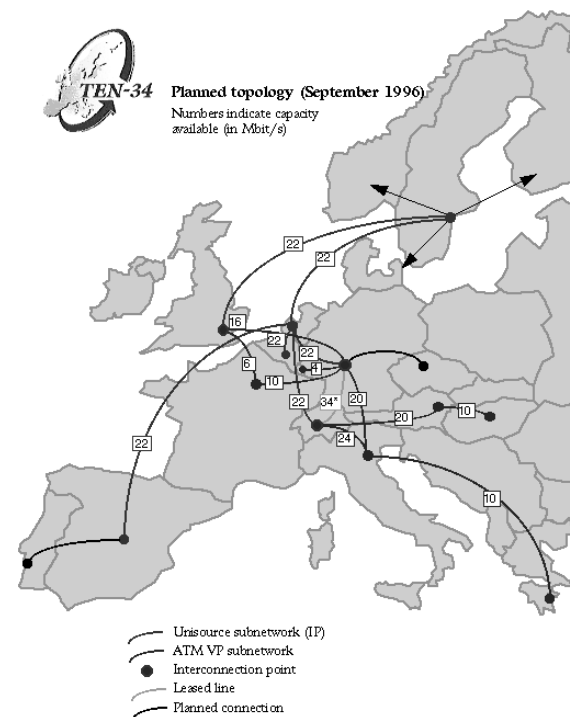 TEN-34
Planned topology (September 1996)
Numbers indicate capacity
available (in Mbit/s)
22
22
16
22
22
6
4
10
22
34*
20
20
10
24
22
10
Unisource subnetwork (IP)
ATM VP subnetwork
Interconnection point
Leased line
Planned connection